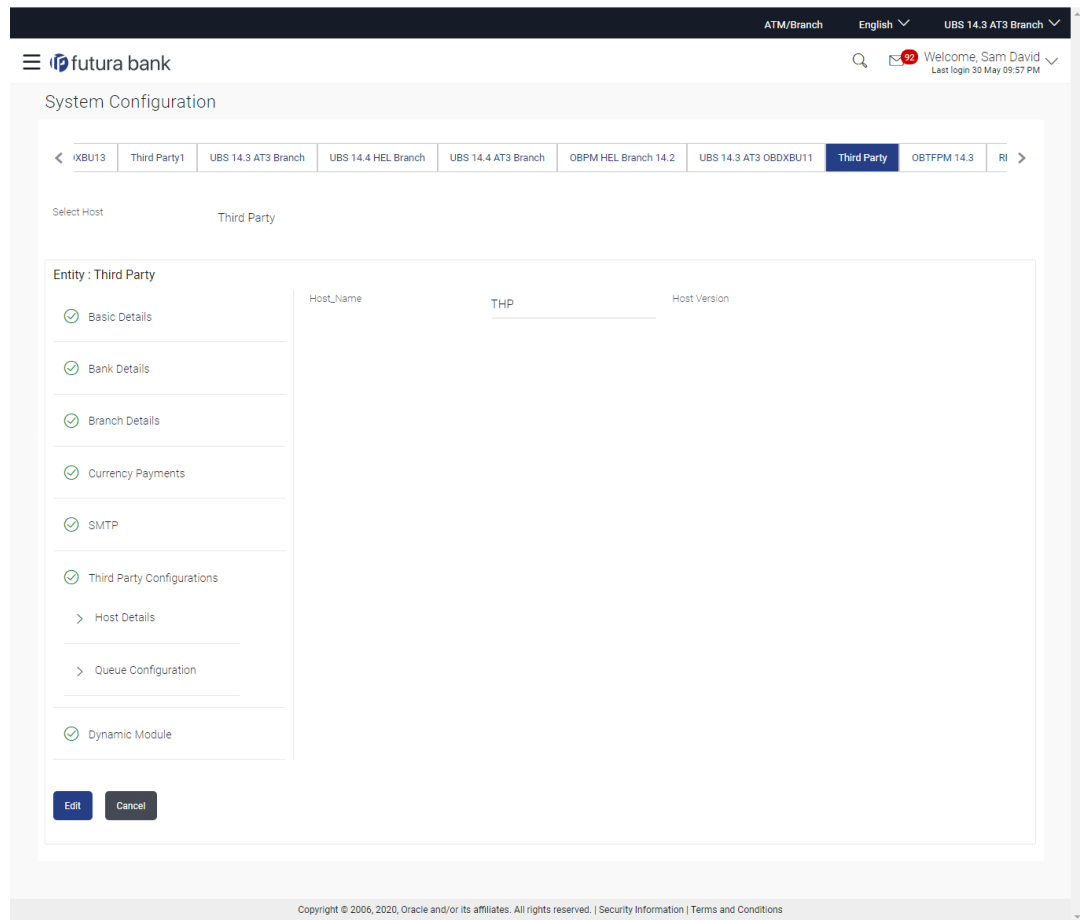 ATM/Branch English UBS 14.3 AT3 Branch
futura bank 92 Welcome, Sam David
Last login 30 May 09:57 PM
System Configuration
XBU13 Third Party1 UBS 14.3 AT3 Branch UBS 14.4 HEL Branch UBS 14.4 AT3 Branch OBPM HEL Branch 14.2 UBS 14.3 AT3 OBDXBU11 Third Party OBTFPM 14.3
Select Host Third Party
Entity : Third Party
Host_Name THP Host Version
Basic Details
Bank Details
Branch Details
Currency Payments
SMTP
Third Party Configurations
Host Details
Queue Configuration
Dynamic Module
Edit Cancel
Copyright © 2006, 2020, Oracle and/or its affiliates. All rights reserved. | Security Information | Terms and Conditions